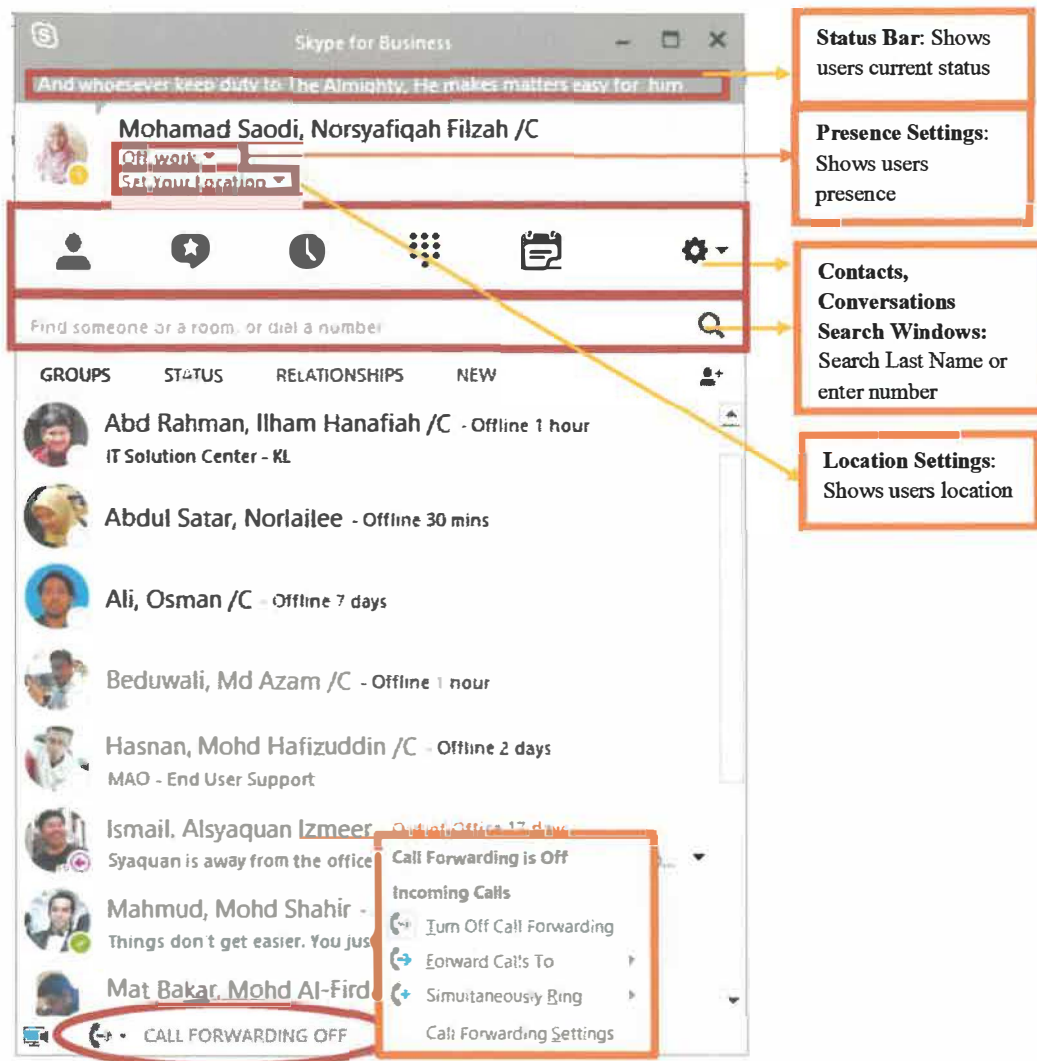 Skype for Business
And whoesever keep duty to The Almighty, He makes matters easy for him
Mohamad Saodi, Norsyafiqah Filzah /C
Off work
Set Your Location
Find someone or a room, or dial a number
GROUPS STATUS RELATIONSHIPS NEW
Abd Rahman, Ilham Hanafiah /C - Offline 1 hour
IT Solution Center - KL
Abdul Satar, Norlailee - Offline 30 mins
Ali, Osman /C - Offline 7 days
Beduwali, Md Azam /C - Offline 1 hour
Hasnan, Mohd Hafizuddin /C - Offline 2 days
MAO - End User Support
Ismail, Alsyaquan Izmeer - Out of Office 17 days
Syaquan is away from the office
Mahmud, Mohd Shahir -
Things don't get easier. You jus
Mat Bakar, Mohd Al-Fird
CALL FORWARDING OFF
Call Forwarding is Off
Incoming Calls
Turn Off Call Forwarding
Forward Calls To
Simultaneously Ring
Call Forwarding Settings
Status Bar: Shows
users current status
Presence Settings:
Shows users
presence
Contacts,
Conversations
Search Windows:
Search Last Name or
enter number
Location Settings:
Shows users location